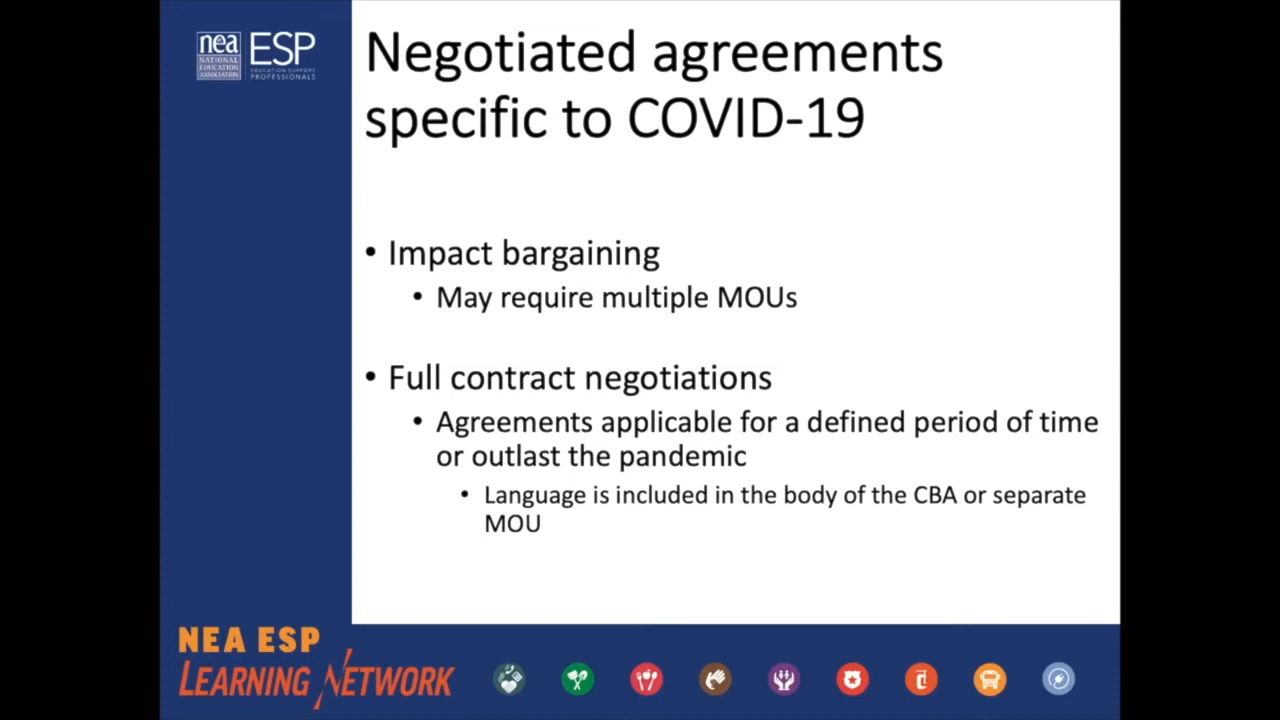 nea
NATIONAL
EDUCATION
ASSOCIATION
ESP
EDUCATION SUPPORT
PROFESSIONALS
Negotiated agreements
specific to COVID-19
• Impact bargaining
• May require multiple MOUs
• Full contract negotiations
• Agreements applicable for a defined period of time
or outlast the pandemic
• Language is included in the body of the CBA or separate
MOU
NEA ESP
LEARNING NETWORK